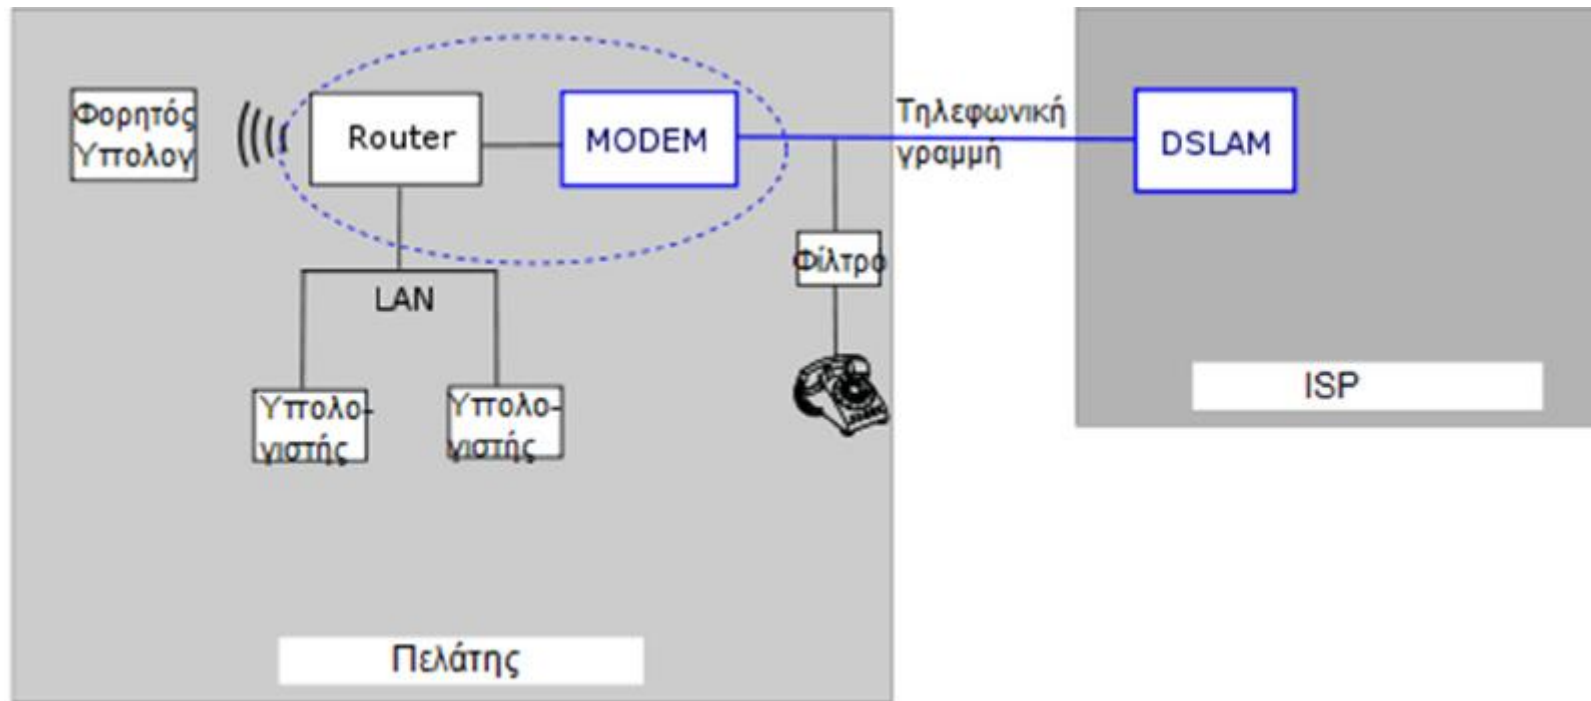 Φορητός
Υπολογ
Router
MODEM
Τηλεφωνική
γραμμή
DSLAM
Φίλτρο
LAN
Υπολο-
γιστής
Υπολο-
γιστής
ISP
Πελάτης